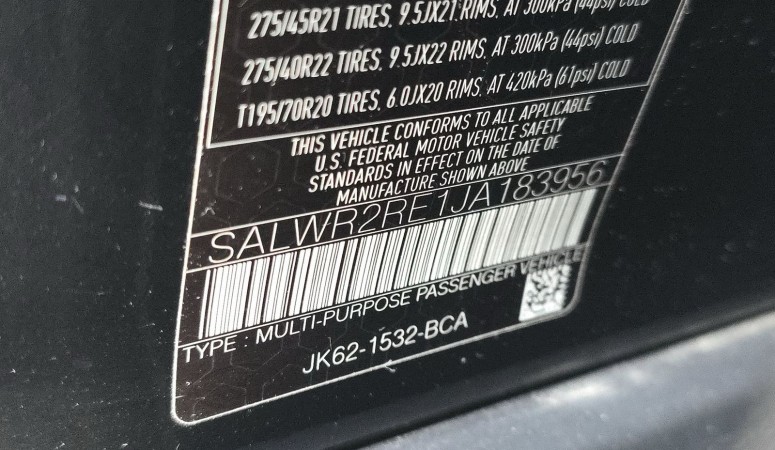 275/45R21 TIRES. 9.5JX21 RIMS. AT 300kPa (44psi) COLD
275/40R22 TIRES. 9.5JX22 RIMS. AT 300kPa (44psi) COLD
T195/70R20 TIRES. 6.0JX20 RIMS. AT 420kPa (61psi) COLD
THIS VEHICLE CONFORMS TO ALL APPLICABLE
U.S. FEDERAL MOTOR VEHICLE SAFETY
STANDARDS IN EFFECT ON THE DATE OF
MANUFACTURE SHOWN ABOVE
SALWR2RE1JA183956
TYPE : MULTI-PURPOSE PASSENGER VEHICLE
JK62-1532-BCA